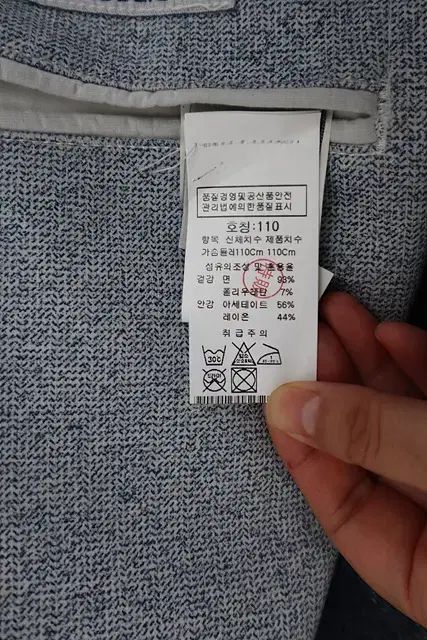 품질경영및공산품안전
관리법에의한품질표시
호칭:110
항목 신체치수 제품치수
가슴둘레110Cm 110Cm
섬유의조성 및 혼용율
겉감 면 93%
폴리우레탄 7%
안감 아세테이트 56%
레이온 44%
취급주의
30℃